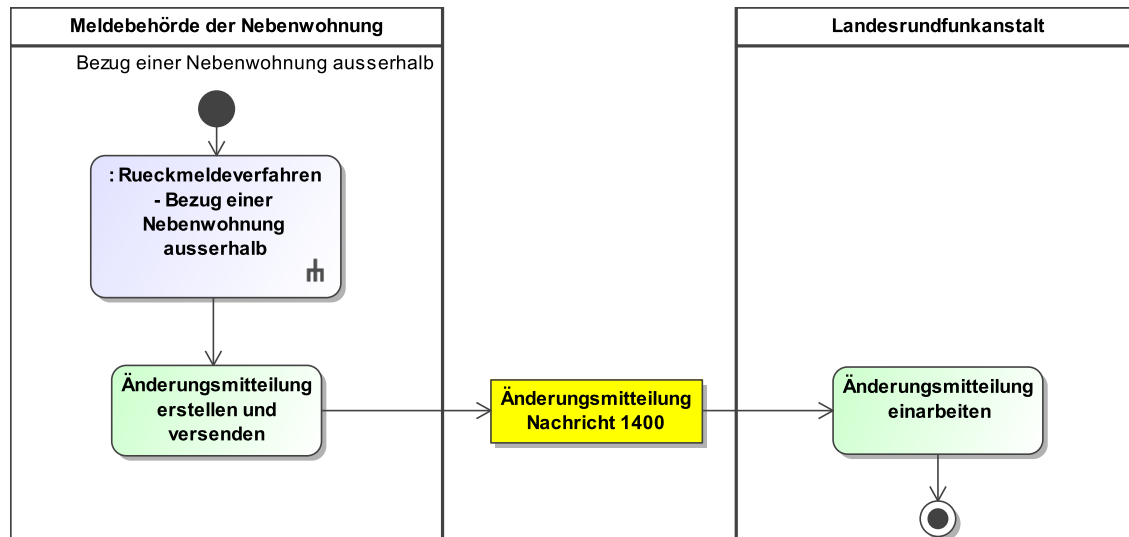 Meldebehörde der Nebenwohnung
Landesrundfunkanstalt
Bezug einer Nebenwohnung ausserhalb
: Rueckmeldeverfahren
- Bezug einer
Nebenwohnung
ausserhalb
Änderungsmitteilung
erstellen und
versenden
Änderungsmitteilung
Nachricht 1400
Änderungsmitteilung
einarbeiten